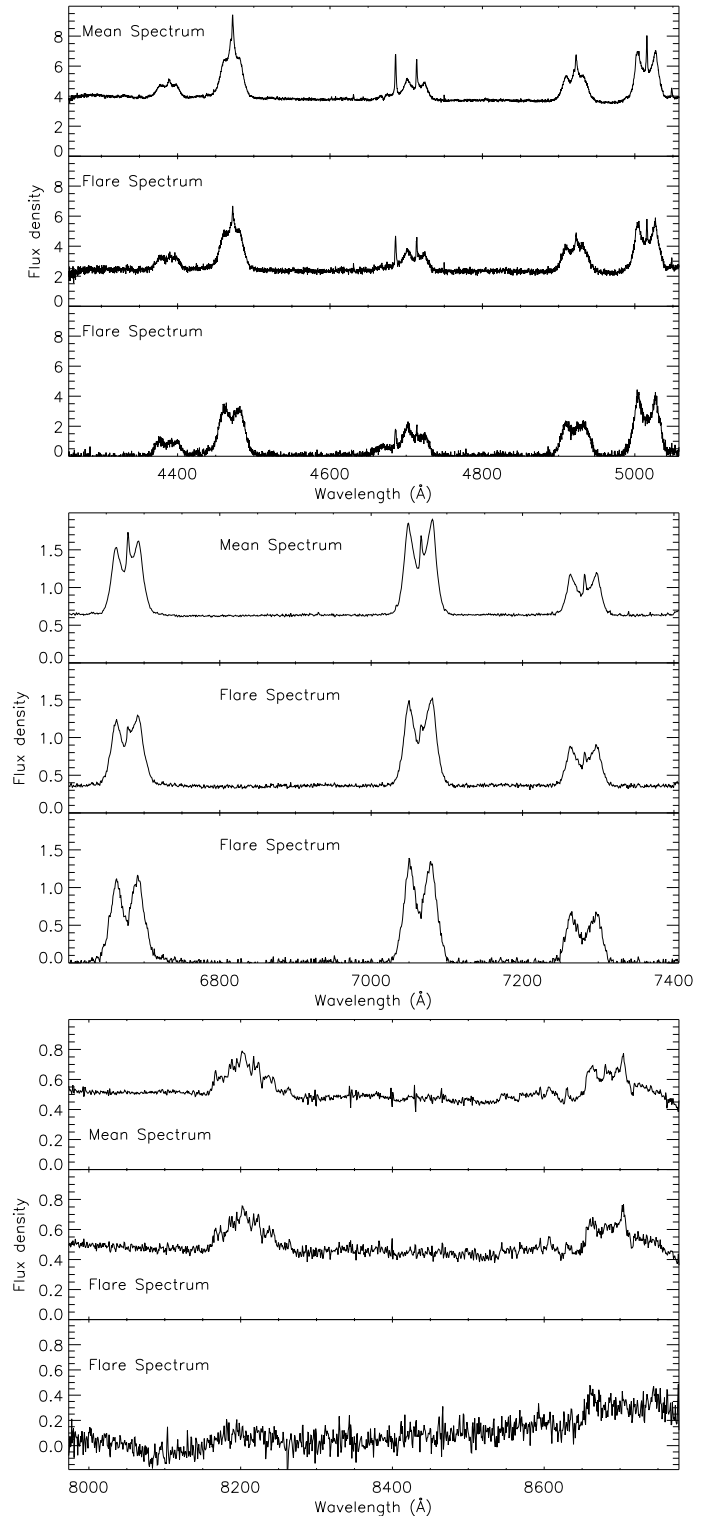 Mean Spectrum
8
6
4
2
0
Flare Spectrum
8
6
4
2
0
Flux density
Flare Spectrum
8
6
4
2
0
4400 4600 4800 5000
Wavelength (Å)
Mean Spectrum
1.5
1.0
0.5
0.0
Flare Spectrum
1.5
1.0
0.5
0.0
Flux density
Flare Spectrum
1.5
1.0
0.5
0.0
6800 7000 7200 7400
Wavelength (Å)
0.8
0.6
0.4
0.2
0.0
Mean Spectrum
0.8
0.6
0.4
0.2
0.0
Flare Spectrum
Flux density
0.8
0.6
0.4
0.2
0.0
Flare Spectrum
8000 8200 8400 8600
Wavelength (Å)